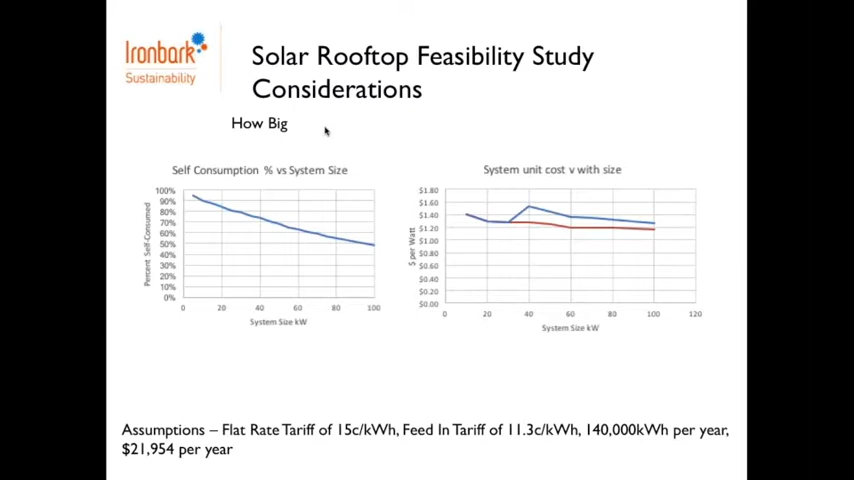 Ironbark
Sustainability
Solar Rooftop Feasibility Study
Considerations
How Big
Self Consumption % vs System Size
100%
90%
80%
70%
60%
50%
40%
30%
20%
10%
0%
Percent Self-Consumed
0 20 40 60 80 100
System Size kW
System unit cost v with size
$1.80
$1.60
$1.40
$1.20
$1.00
$0.80
$0.60
$0.40
$0.20
$0.00
$ per Watt
0 20 40 60 80 100 120
System Size kW
Assumptions – Flat Rate Tariff of 15c/kWh, Feed In Tariff of 11.3c/kWh, 140,000kWh per year,
$21,954 per year